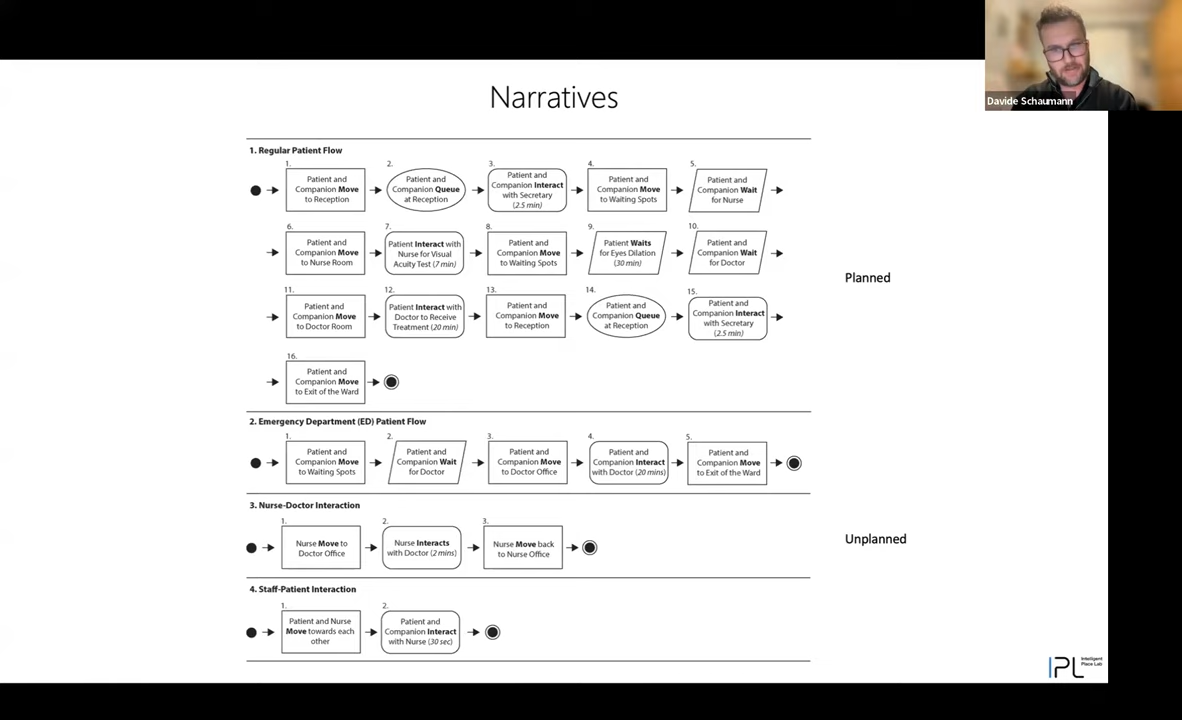 Davide Schaumann
Narratives
1. Regular Patient Flow
1.
Patient and
Companion Move
to Reception
2.
Patient and
Companion Queue
at Reception
3.
Patient and
Companion Interact
with Secretary
(2.5 min)
4.
Patient and
Companion Move
to Waiting Spots
5.
Patient and
Companion Wait
for Nurse
6.
Patient and
Companion Move
to Nurse Room
7.
Patient Interact with
Nurse for Visual
Acuity Test (7 min)
8.
Patient and
Companion Move
to Waiting Spots
9.
Patient Waits
for Eyes Dilation
(30 min)
10.
Patient and
Companion Wait
for Doctor
11.
Patient and
Companion Move
to Doctor Room
12.
Patient Interact with
Doctor to Receive
Treatment (20 min)
13.
Patient and
Companion Move
to Reception
14.
Patient and
Companion Queue
at Reception
15.
Patient and
Companion Interact
with Secretary
(2.5 min)
16.
Patient and
Companion Move
to Exit of the Ward
Planned
2. Emergency Department (ED) Patient Flow
1.
Patient and
Companion Move
to Waiting Spots
2.
Patient and
Companion Wait
for Doctor
3.
Patient and
Companion Move
to Doctor Office
4.
Patient and
Companion Interact
with Doctor (20 mins)
5.
Patient and
Companion Move
to Exit of the Ward
3. Nurse-Doctor Interaction
1.
Nurse Move to
Doctor Office
2.
Nurse Interacts
with Doctor (2 mins)
3.
Nurse Move back
to Nurse Office
Unplanned
4. Staff-Patient Interaction
1.
Patient and Nurse
Move towards each
other
2.
Patient and
Companion Interact
with Nurse (30 sec)
IPL
Intelligent
Place Lab